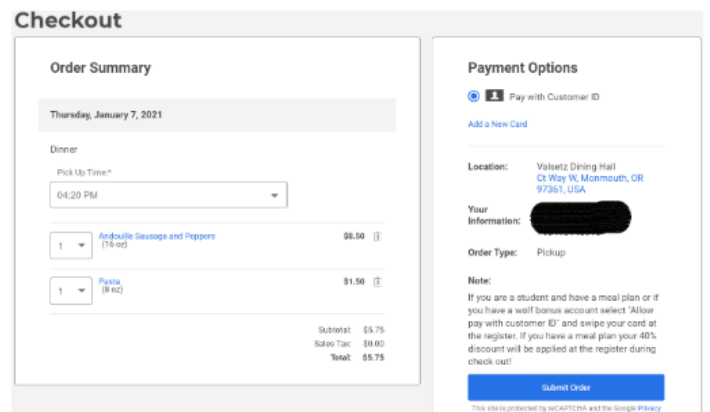 Checkout
Order Summary
Thursday, January 7, 2021
Dinner
Pick Up Time:*
04:20 PM
1
Andouille Sausage and Peppers
(16 oz)
$8.50
1
Pasta
(8 oz)
$1.50
Subtotal: $5.75
Sales Tax: $0.00
Total: $5.75
Payment Options
Pay with Customer ID
Add a New Card
Location: Valsetz Dining Hall
Ct Way W, Monmouth, OR
97361, USA
Your
Information:
Order Type: Pickup
Note:
If you are a student and have a meal plan or if
you have a wolf bonus account select "Allow
pay with customer ID" and swipe your card at
the register. If you have a meal plan your 40%
discount will be applied at the register during
check out!
Submit Order
This site is protected by reCAPTCHA and the Google Privacy